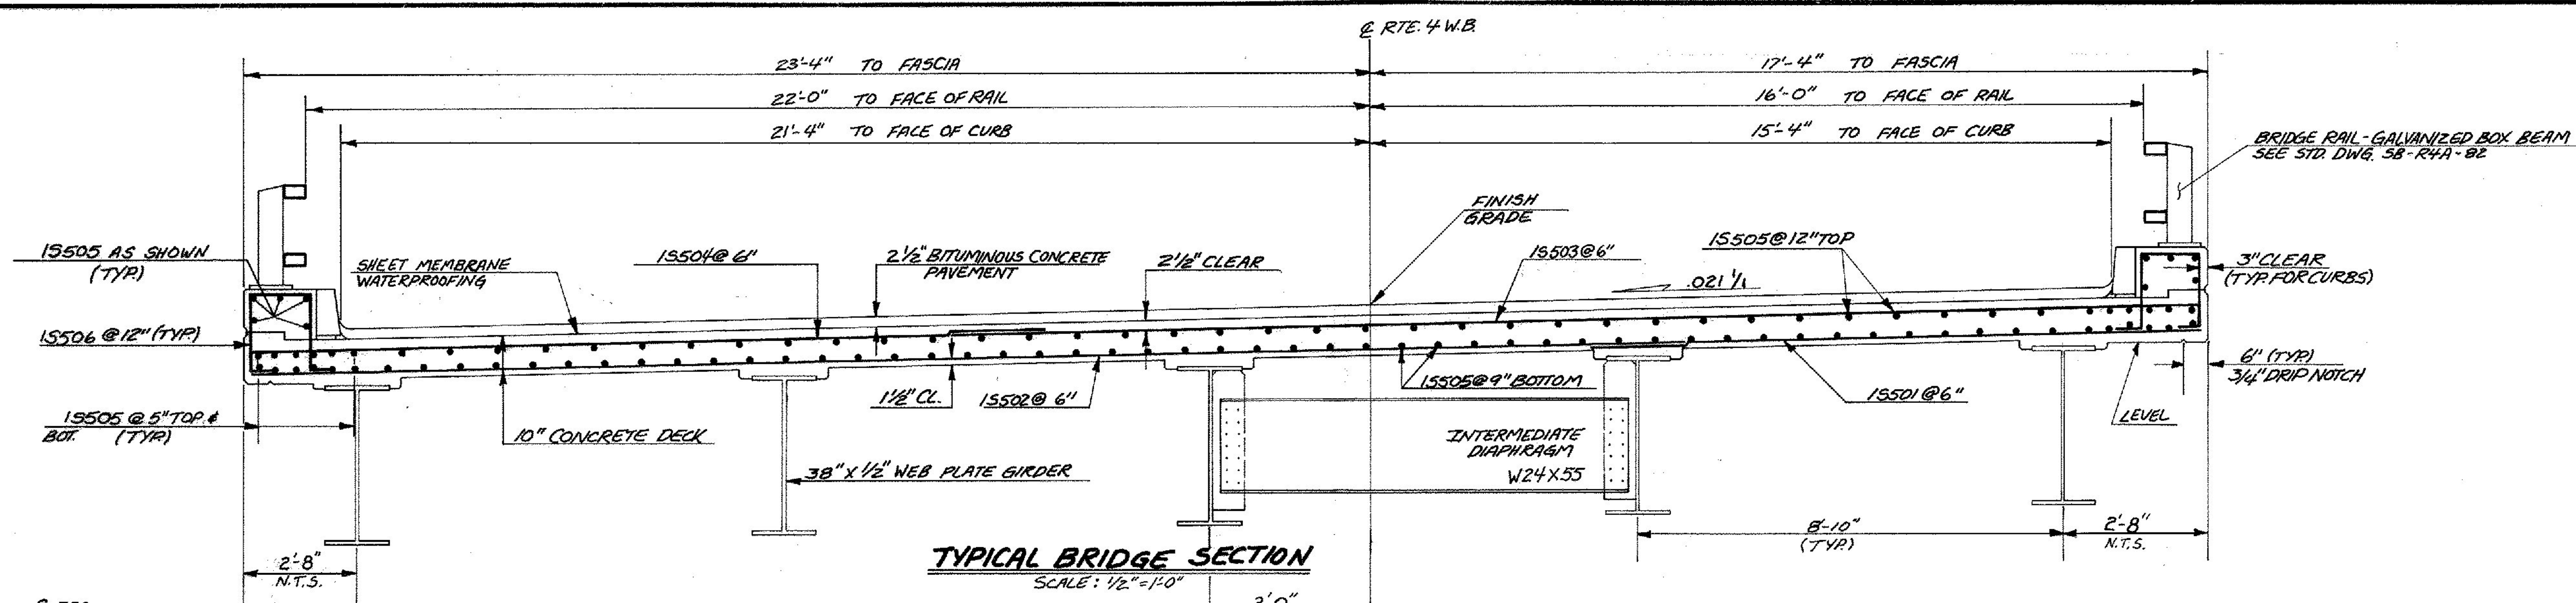 ℄ RTE. 4 W.B.
23'-4" TO FASCIA
17'-4" TO FASCIA
22'-0" TO FACE OF RAIL
16'-0" TO FACE OF RAIL
21'-4" TO FACE OF CURB
15'-4" TO FACE OF CURB
BRIDGE RAIL-GALVANIZED BOX BEAM
SEE STD. DWG. SB-R4A-82
FINISH
GRADE
1S505 AS SHOWN
(TYP.)
SHEET MEMBRANE
WATERPROOFING
1S504@ 6"
2 1/2" BITUMINOUS CONCRETE
PAVEMENT
2 1/2" CLEAR
1S503@6"
1S505@12" TOP
.021 1/1
3" CLEAR
(TYP. FOR CURBS)
1S506 @12" (TYP.)
1S505 @ 5" TOP &
BOT. (TYP.)
10" CONCRETE DECK
1 1/2" CL.
1S502@ 6"
1S505@9" BOTTOM
1S501@6"
6" (TYP.)
3/4" DRIP NOTCH
LEVEL
INTERMEDIATE
DIAPHRAGM
W24X55
38" X 1/2" WEB PLATE GIRDER
8'-10"
(TYP.)
2'-8"
N.T.S.
2'-8"
N.T.S.
TYPICAL BRIDGE SECTION
SCALE: 1/2"=1'-0"